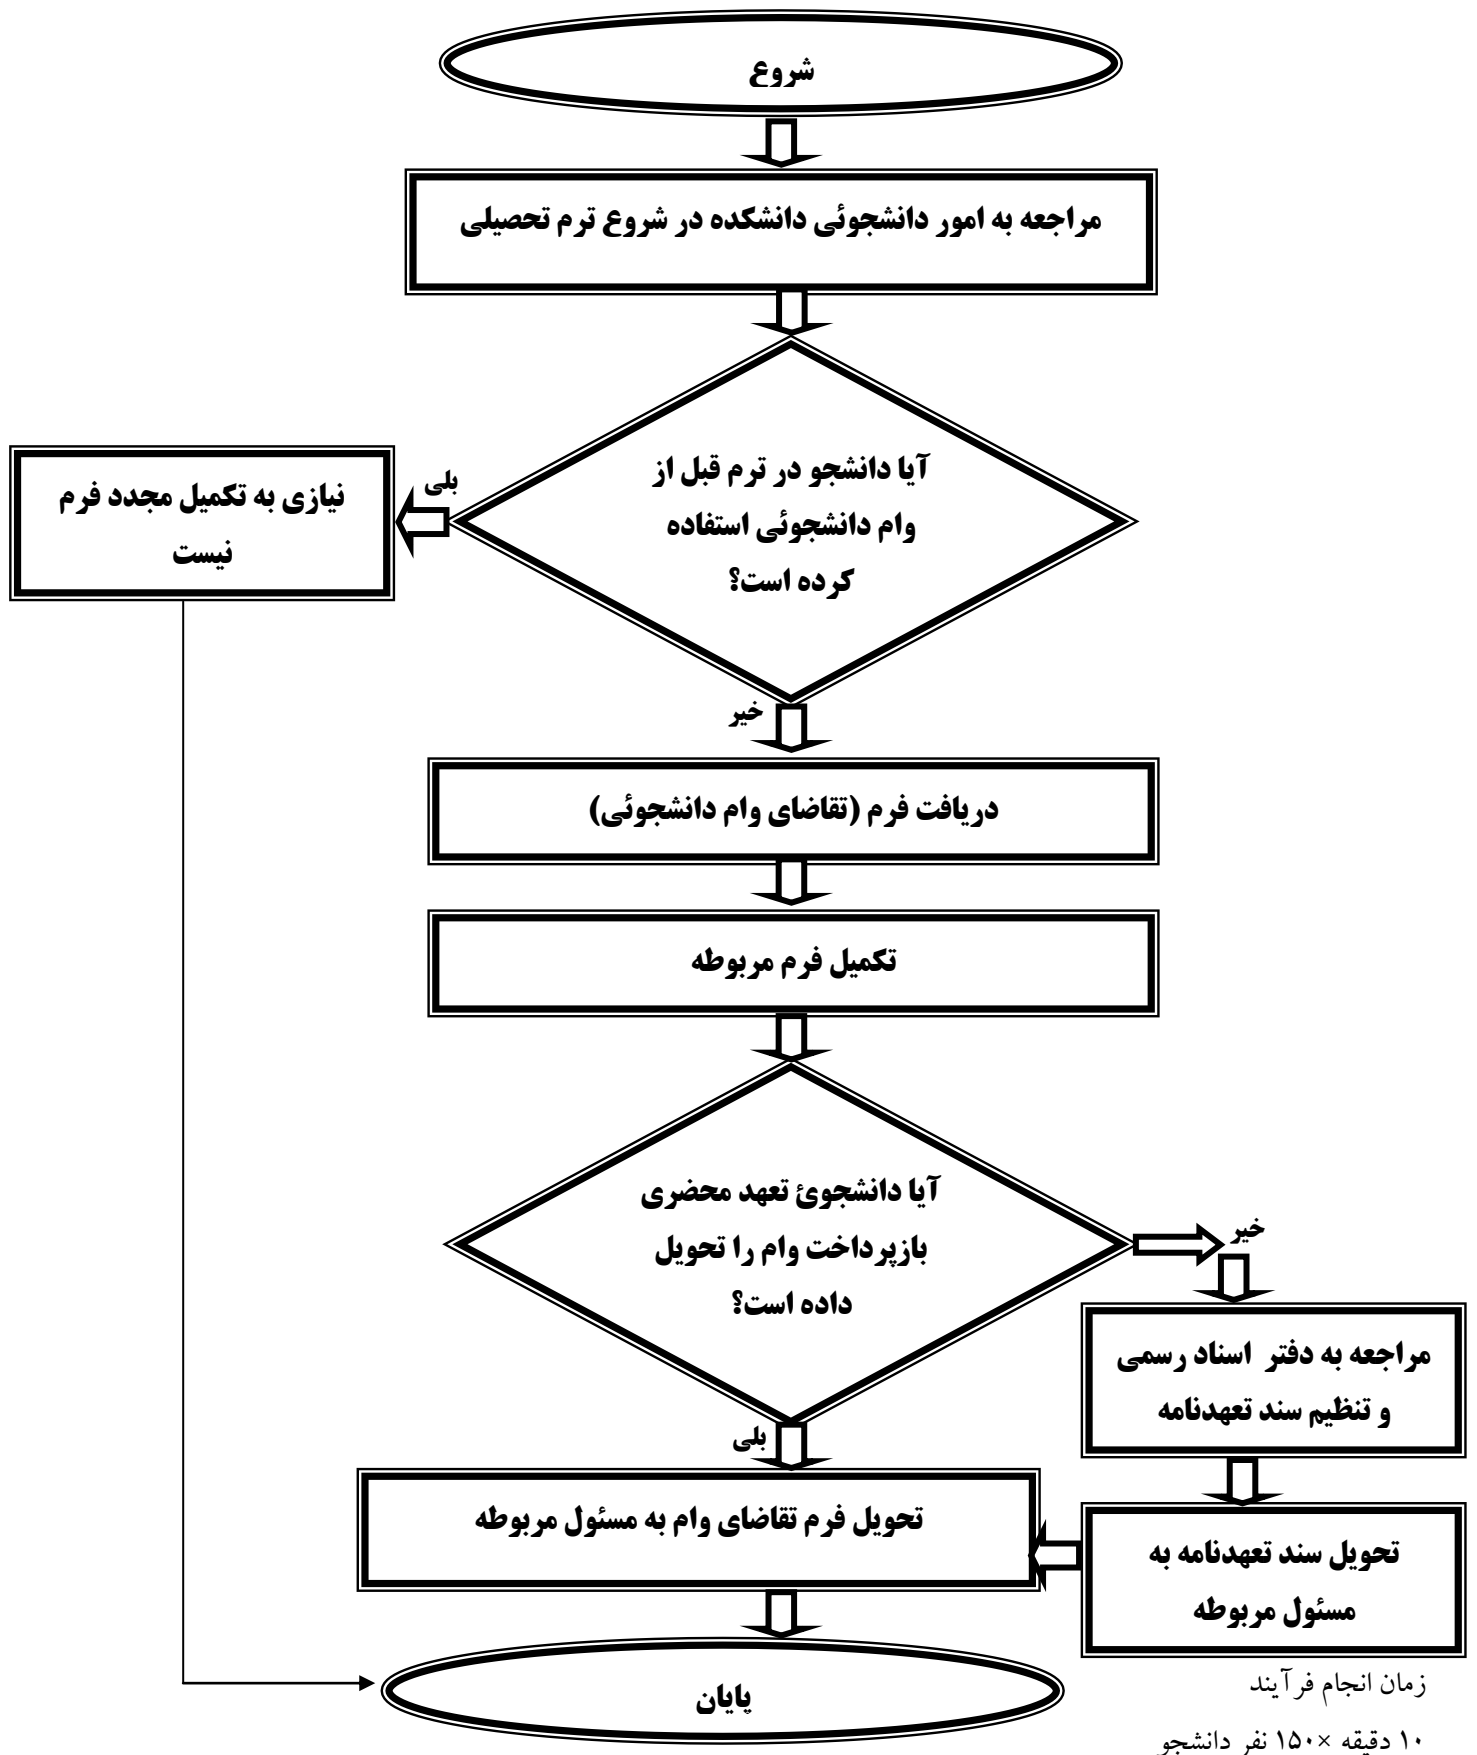 شروع
مراجعه به امور دانشجوئی دانشکده در شروع ترم تحصیلی
آیا دانشجو در ترم قبل از
وام دانشجوئی استفاده
کرده است؟
بلی
نیازی به تکمیل مجدد فرم
نیست
خیر
دریافت فرم (تقاضای وام دانشجوئی)
تکمیل فرم مربوطه
آیا دانشجوئ تعهد محضری
بازپرداخت وام را تحویل
داده است؟
خیر
مراجعه به دفتر اسناد رسمی
و تنظیم سند تعهدنامه
بلی
تحویل فرم تقاضای وام به مسئول مربوطه
تحویل سند تعهدنامه به
مسئول مربوطه
پایان
زمان انجام فرآیند
۱۰ دقیقه ×۱۵۰ نفر دانشجو